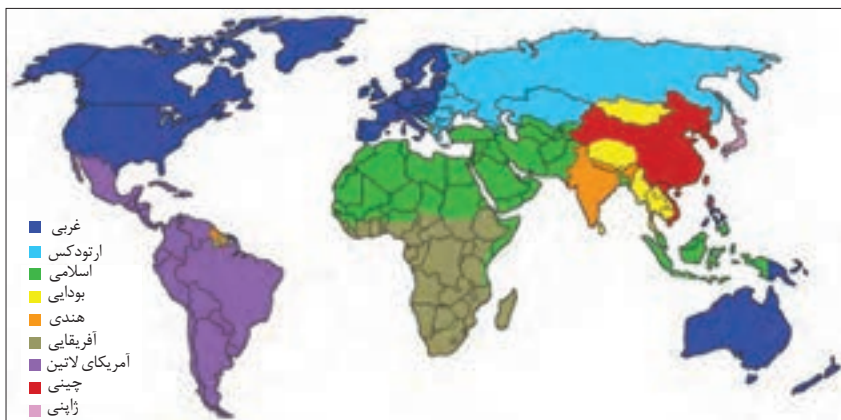 غربی
ارتودکس
اسلامی
بودایی
هندی
آفریقایی
آمریکای لاتین
چینی
ژاپنی